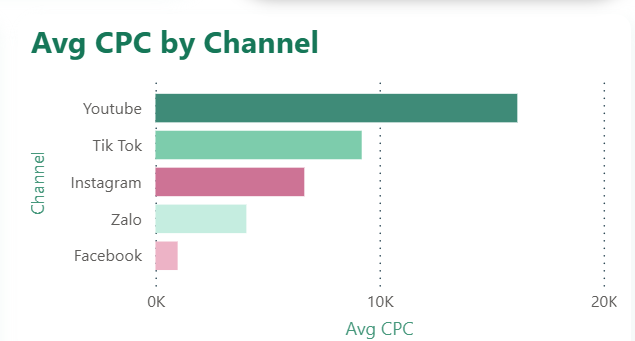 Avg CPC by Channel
Youtube
Tik Tok
Instagram
Zalo
Facebook
Channel
0K 10K 20K
Avg CPC